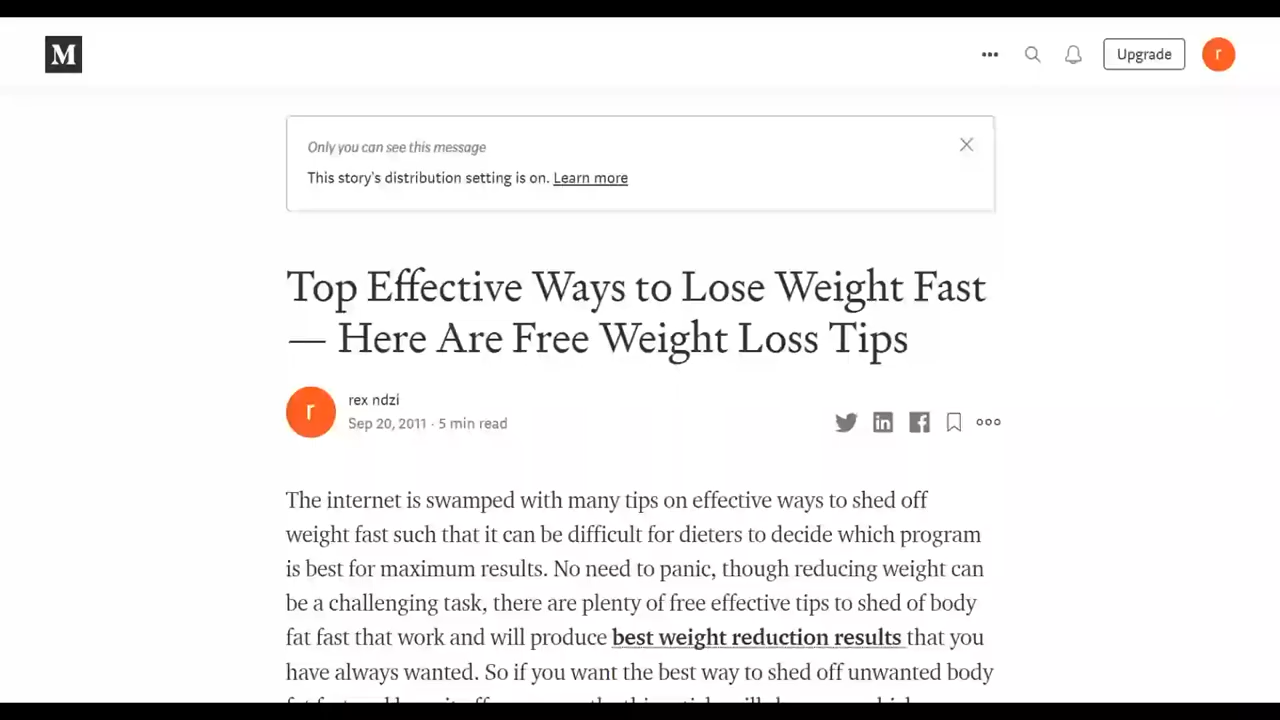 M
Upgrade
r
Only you can see this message
This story's distribution setting is on. Learn more
Top Effective Ways to Lose Weight Fast
— Here Are Free Weight Loss Tips
r
rex ndzi
Sep 20, 2011 · 5 min read
The internet is swamped with many tips on effective ways to shed off
weight fast such that it can be difficult for dieters to decide which program
is best for maximum results. No need to panic, though reducing weight can
be a challenging task, there are plenty of free effective tips to shed of body
fat fast that work and will produce best weight reduction results that you
have always wanted. So if you want the best way to shed off unwanted body